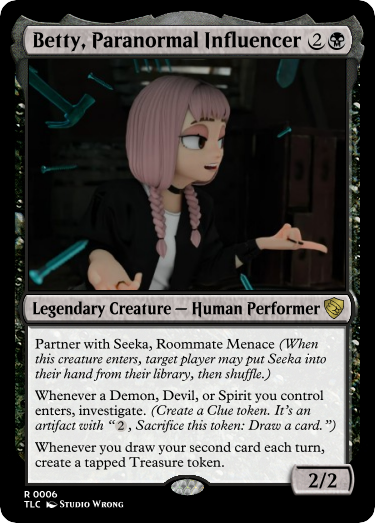 Betty, Paranormal Influencer 2
Legendary Creature — Human Performer
Partner with Seeka, Roommate Menace (When
this creature enters, target player may put Seeka into
their hand from their library, then shuffle.)
Whenever a Demon, Devil, or Spirit you control
enters, investigate. (Create a Clue token. It's an
artifact with “2, Sacrifice this token: Draw a card.”)
Whenever you draw your second card each turn,
create a tapped Treasure token.
2/2
R 0006
TLC Studio Wrong